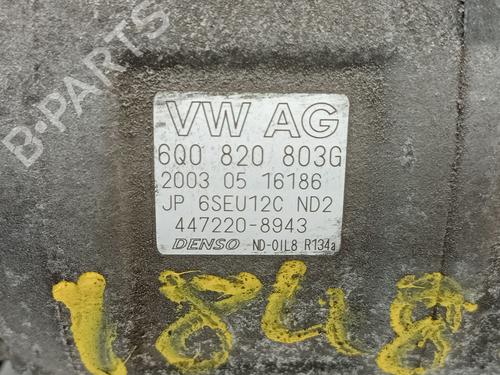 B-PARTS
VW AG
6Q0 820 803G
2003 05 16186
JP 6SEU12C ND2
447220-8943
DENSO ND-OIL8 R134a
1848